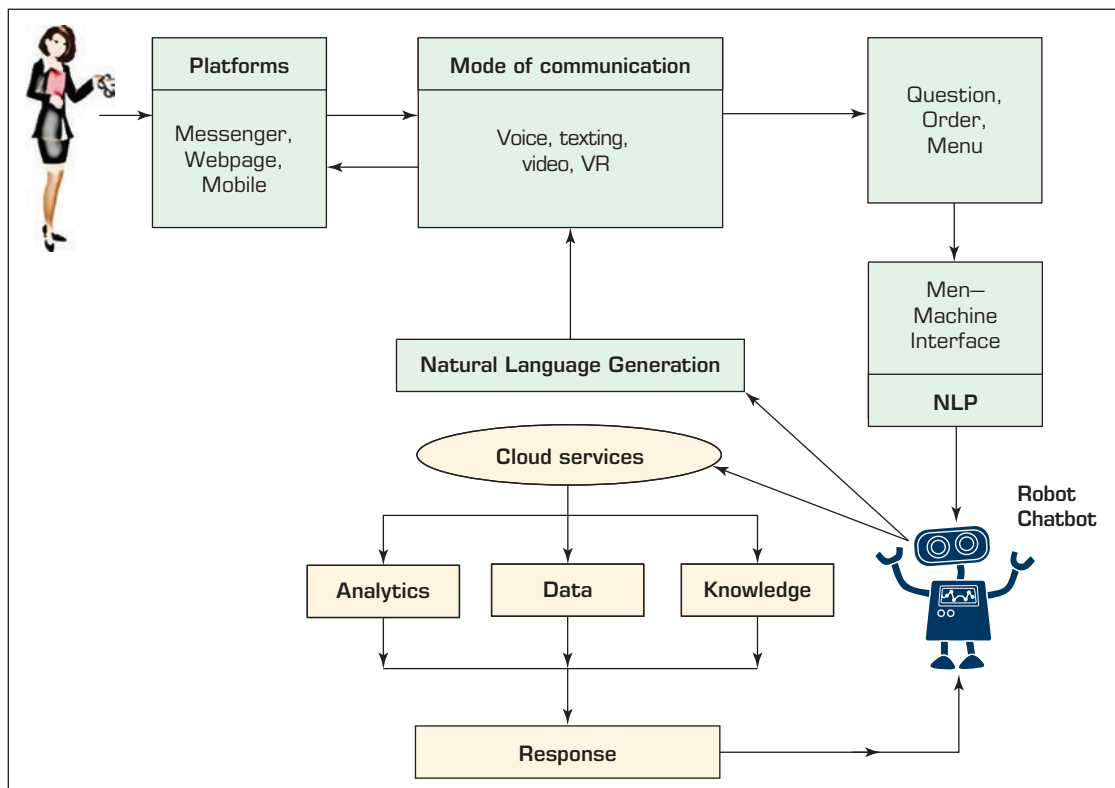 Platforms
Messenger,
Webpage,
Mobile
Mode of communication
Voice, texting,
video, VR
Question,
Order,
Menu
Men–
Machine
Interface
NLP
Natural Language Generation
Cloud services
Robot
Chatbot
Analytics
Data
Knowledge
Response